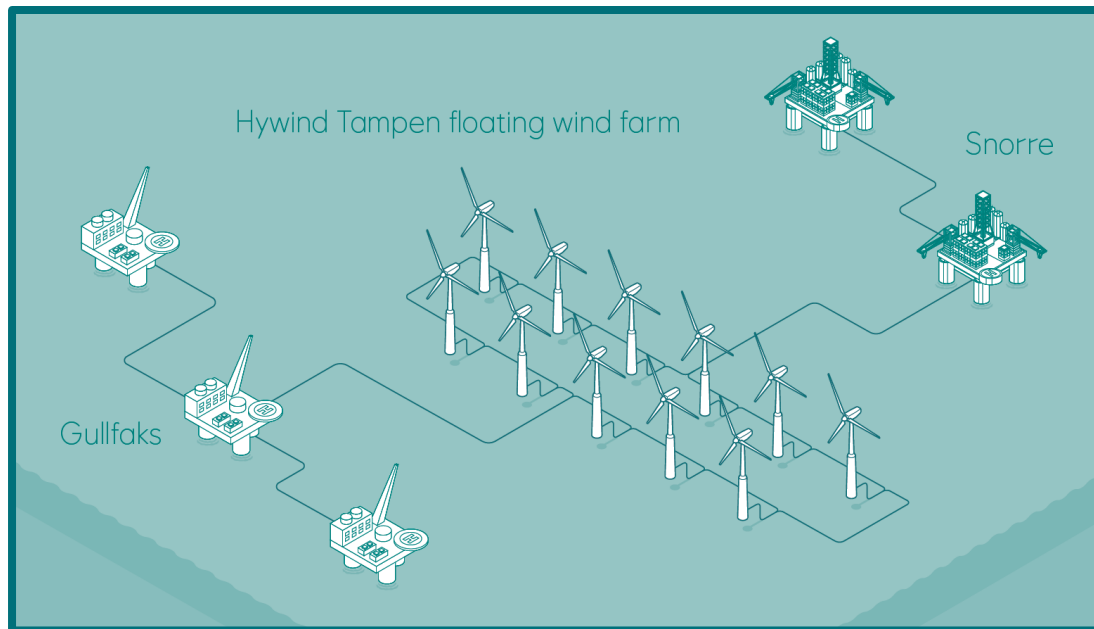 Hywind Tampen floating wind farm
Snorre
Gullfaks
H
H
H